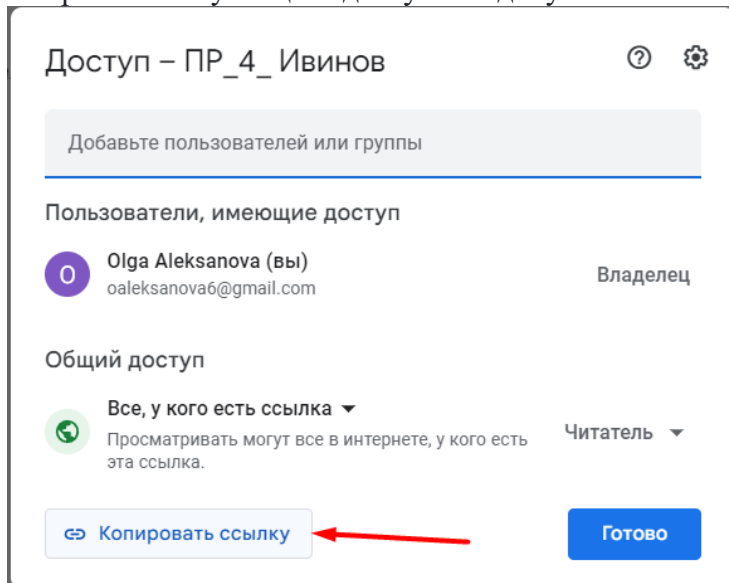 Доступ – ПР_4_ Ивинов
Добавьте пользователей или группы
Пользователи, имеющие доступ
O
Olga Aleksanova (вы)
oaleksanova6@gmail.com
Владелец
Общий доступ
Все, у кого есть ссылка
Просматривать могут все в интернете, у кого есть
эта ссылка.
Читатель
Копировать ссылку
Готово